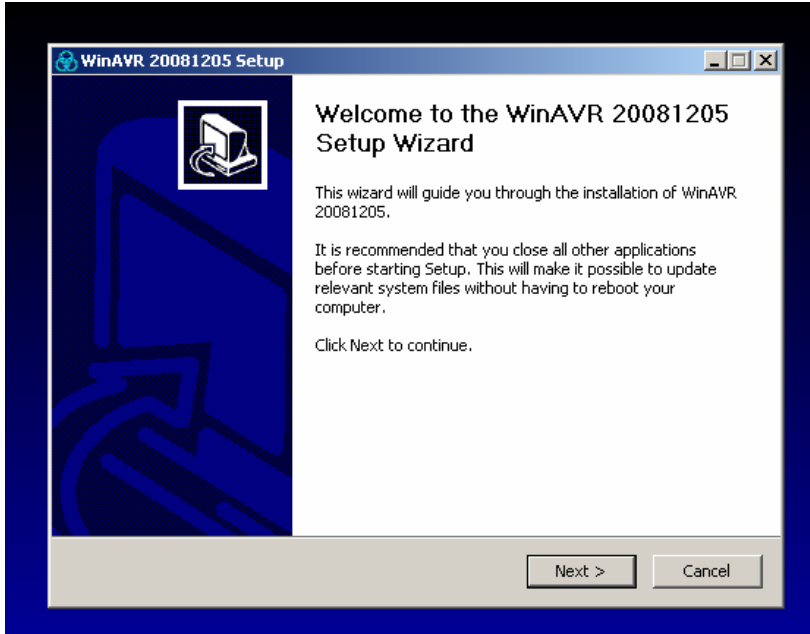 WinAVR 20081205 Setup
Welcome to the WinAVR 20081205
Setup Wizard
This wizard will guide you through the installation of WinAVR
20081205.
It is recommended that you close all other applications
before starting Setup. This will make it possible to update
relevant system files without having to reboot your
computer.
Click Next to continue.
Next >
Cancel